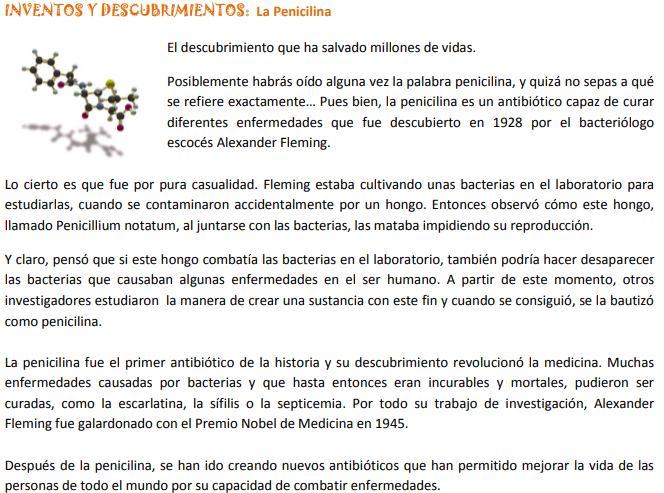 INVENTOS Y DESCUBRIMIENTOS: La Penicilina
El descubrimiento que ha salvado millones de vidas.
Posiblemente habrás oído alguna vez la palabra penicilina, y quizá no sepas a qué
se refiere exactamente... Pues bien, la penicilina es un antibiótico capaz de curar
diferentes enfermedades que fue descubierto en 1928 por el bacteriólogo
escocés Alexander Fleming.
Lo cierto es que fue por pura casualidad. Fleming estaba cultivando unas bacterias en el laboratorio para
estudiarlas, cuando se contaminaron accidentalmente por un hongo. Entonces observó cómo este hongo,
llamado Penicillium notatum, al juntarse con las bacterias, las mataba impidiendo su reproducción.
Y claro, pensó que si este hongo combatía las bacterias en el laboratorio, también podría hacer desaparecer
las bacterias que causaban algunas enfermedades en el ser humano. A partir de este momento, otros
investigadores estudiaron la manera de crear una sustancia con este fin y cuando se consiguió, se la bautizó
como penicilina.
La penicilina fue el primer antibiótico de la historia y su descubrimiento revolucionó la medicina. Muchas
enfermedades causadas por bacterias y que hasta entonces eran incurables y mortales, pudieron ser
curadas, como la escarlatina, la sífilis o la septicemia. Por todo su trabajo de investigación, Alexander
Fleming fue galardonado con el Premio Nobel de Medicina en 1945.
Después de la penicilina, se han ido creando nuevos antibióticos que han permitido mejorar la vida de las
personas de todo el mundo por su capacidad de combatir enfermedades.